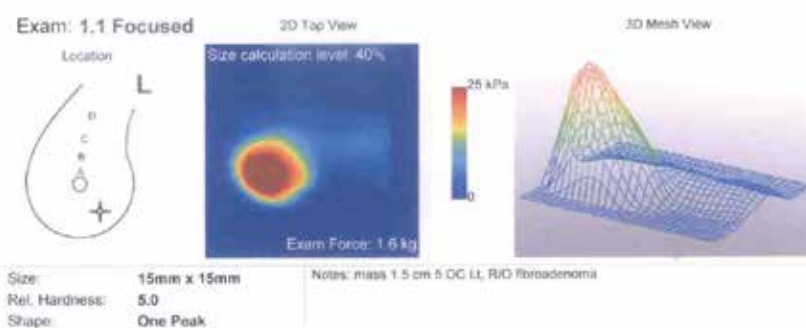 Exam: 1.1 Focused
Location
L
D
C
B
A
2D Top View
Size calculation level: 40%
Exam Force: 1.6 kg
25 kPa
0
3D Mesh View
Size: 15mm x 15mm
Rel. Hardness: 5.0
Shape: One Peak
Notes: mass 1.5 cm 5 OC Lt, R/O fibroadenoma